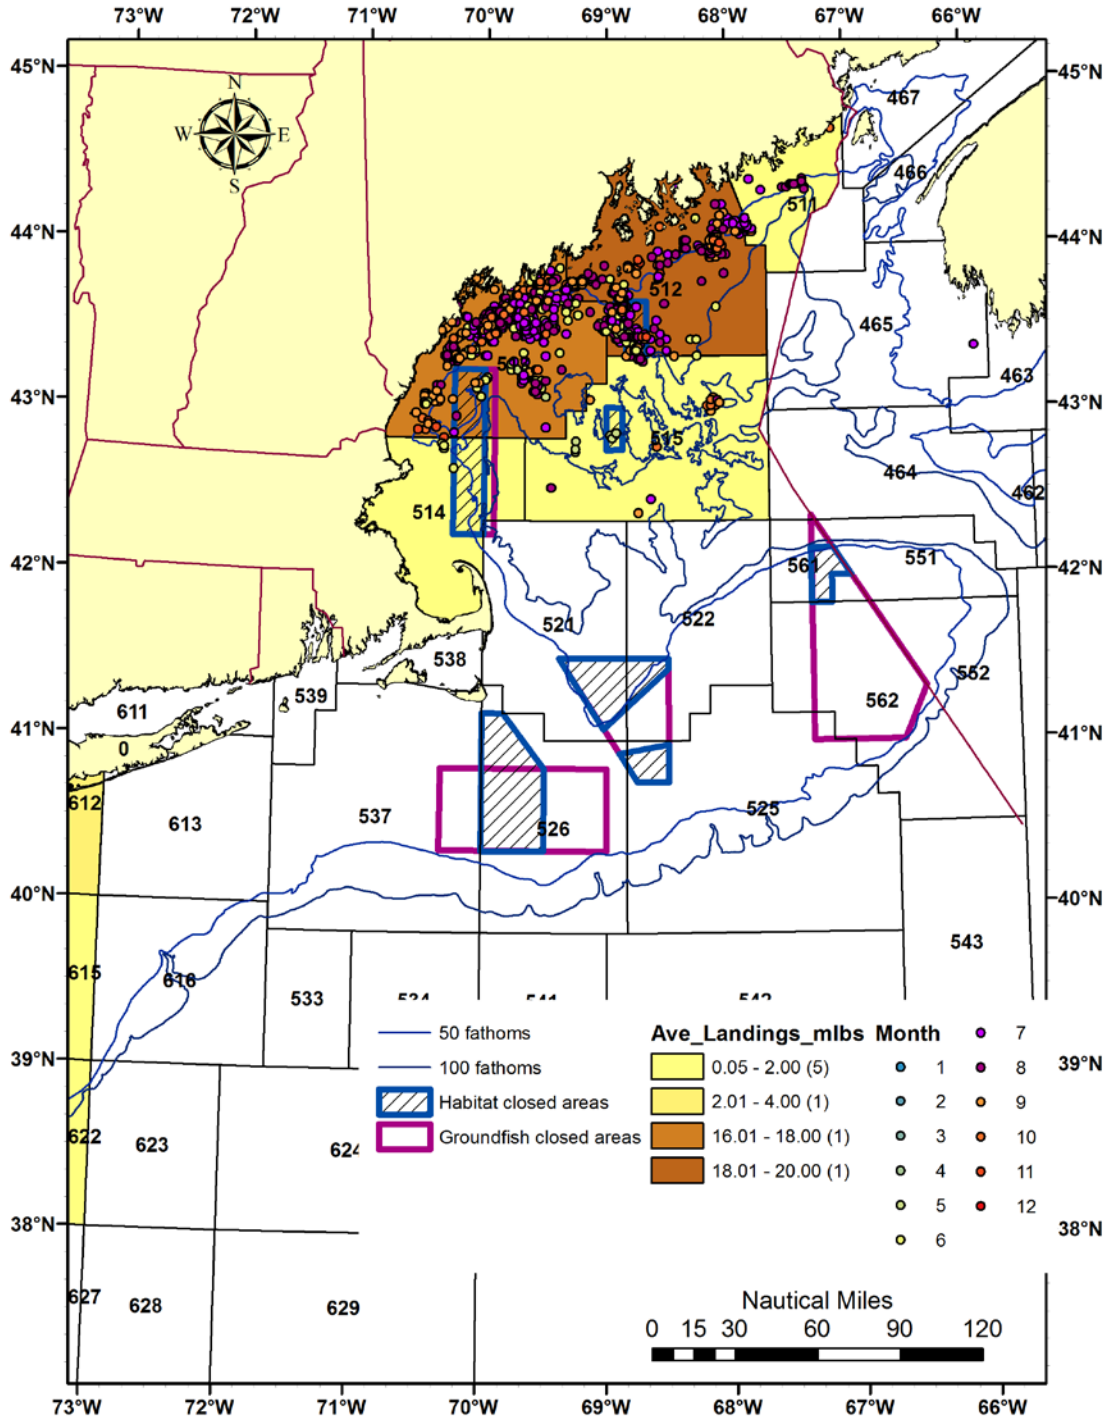 73°W 72°W 71°W 70°W 69°W 68°W 67°W 66°W
45°N 45°N
467
N
W E
S
466
511
44°N 44°N
512
465
463
43°N 43°N
515
464
462
514
42°N 561 551 42°N
521 522
538 552
539
611 562
41°N 41°N
0
612 525
613 537 526
40°N 40°N
543
615 616
533
50 fathoms
100 fathoms
Habitat closed areas
Groundfish closed areas
Ave_Landings_mlbs
0.05 - 2.00 (5)
2.01 - 4.00 (1)
16.01 - 18.00 (1)
18.01 - 20.00 (1)
Month
1
2
3
4
5
6
7
8
9
10
11
12
39°N 39°N
622 623 624
38°N 38°N
627 628 629
Nautical Miles
0 15 30 60 90 120
73°W 72°W 71°W 70°W 69°W 68°W 67°W 66°W